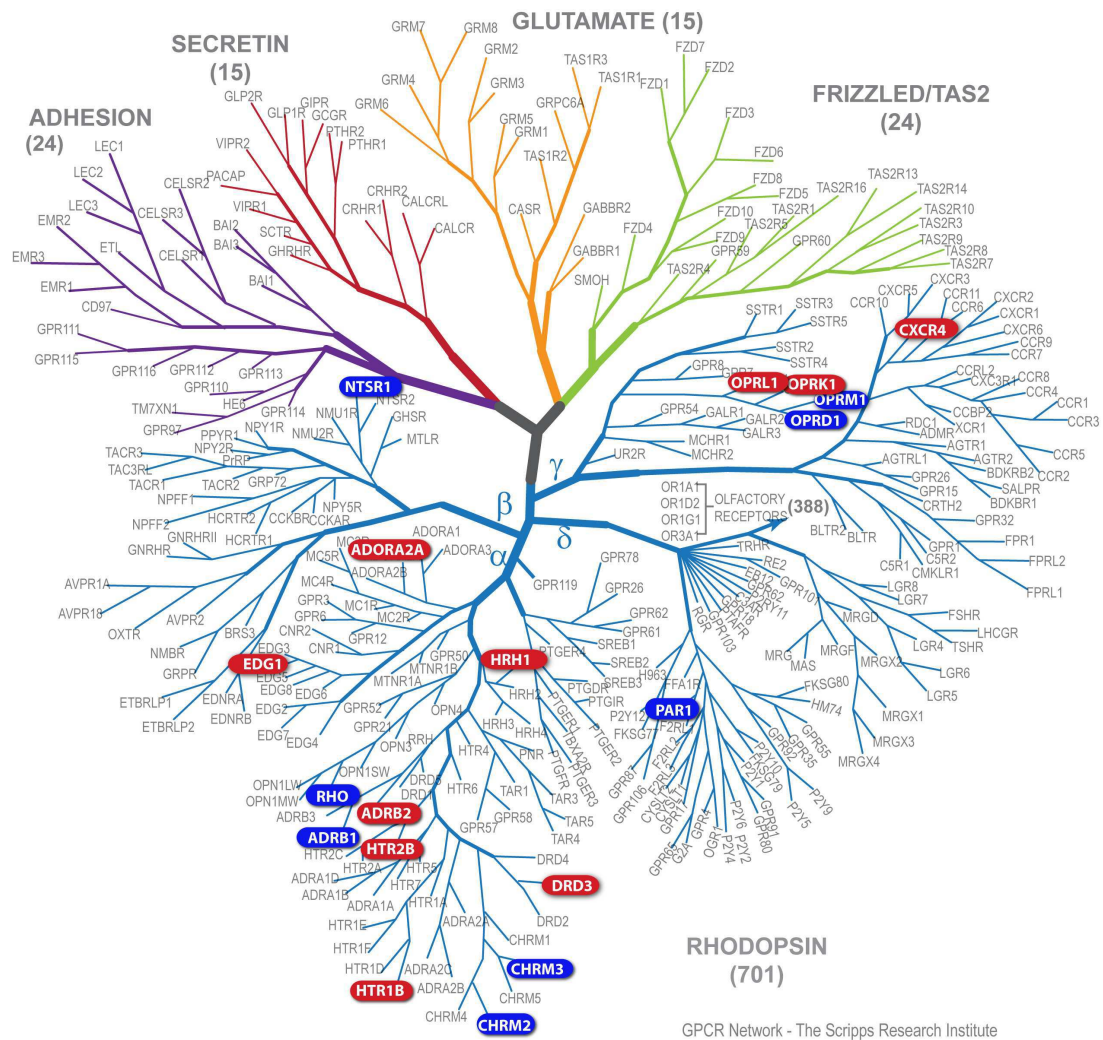 GLUTAMATE (15)
SECRETIN
(15)
FRIZZLED/TAS2
(24)
ADHESION
(24)
GRM7
GRM8
GRM2
GRM4
GRM3
GRM6
GRM5
GRM1
TAS1R3
TAS1R1
GRPC6A
TAS1R2
CASR
GABBR2
GABBR1
SMOH
FZD7
FZD2
FZD1
FZD3
FZD6
FZD8
FZD5
FZD10
FZD9
FZD4
TAS2R16
TAS2R13
TAS2R14
TAS2R1
TAS2R10
TAS2R5
TAS2R3
GPR60
TAS2R9
GPR59
TAS2R8
TAS2R4
TAS2R7
GLP2R
GLP1R
GIPR
GCGR
PTHR2
PTHR1
VIPR2
PACAP
VIPR1
SCTR
GHRHR
CRHR2
CRHR1
CALCRL
CALCR
LEC1
LEC2
LEC3
CELSR2
CELSR3
CELSR1
EMR2
ETL
EMR3
EMR1
CD97
BAI2
BAI3
BAI1
GPR111
GPR115
GPR116
GPR112
GPR113
GPR110
HE6
TM7XN1
GPR114
GPR97
NTSR1
NTSR2
NMU1R
GHSR
NMU2R
MTLR
NPY1R
PPYR1
NPY2R
PrRP
TACR3
TAC3RL
TACR1
TACR2
GRP72
NPFF1
NPY5R
CCKBR
CCKAR
HCRTR2
NPFF2
HCRTR1
GNRHRII
GNRHR
AVPR1A
AVPR18
AVPR2
OXTR
BRS3
NMBR
GRPR
ETBRLP1
EDNRA
ETBRLP2
EDNRB
β
γ
α
δ
CXCR5
CXCR3
CCR11
CXCR2
CCR10
CCR6
CXCR1
CXCR4
CXCR6
CCR9
CCR7
CCRL2
CXC3R1
CCR8
CCR4
CCR1
CCBP2
CCR3
XCR1
CCR5
CCR2
SSTR1
SSTR3
SSTR5
SSTR2
SSTR4
GPR8
GPR7
OPRL1
OPRK1
OPRM1
OPRD1
GPR54
GALR1
GALR2
GALR3
MCHR1
MCHR2
UR2R
RDC1
ADMR
AGTR1
AGTR2
AGTRL1
BDKRB2
SALPR
BDKBR1
GPR26
GPR15
CRTH2
GPR32
BLTR2
BLTR
GPR1
FPR1
C5R2
FPRL2
C5R1
CMKLR1
FPRL1
OR1A1
OR1D2
OR1G1
OR3A1
OLFACTORY
RECEPTORS
(388)
TRHR
RE2
EB12
GPR62
GPR101
GPR103
RGR
LGR8
LGR7
FSHR
LHCGR
TSHR
LGR4
LGR6
LGR5
MRGD
MRGF
MRG
MAS
MRGX2
MRGX1
MRGX3
MRGX4
ADORA1
ADORA2A
ADORA3
ADORA2B
MC5R
MC4R
MC1R
MC2R
GPR3
GPR6
GPR12
CNR2
CNR1
EDG3
EDG1
EDG5
EDG8
EDG6
EDG2
EDG7
EDG4
GPR119
GPR78
GPR26
GPR62
GPR61
SREB1
SREB2
SREB3
GPR50
MTNR1B
MTNR1A
HRH1
PTGER4
PTGDR
PTGIR
PTGER1
TBXA2R
PTGER2
PTGFR
PTGER3
HRH2
HRH3
HRH4
OPN4
GPR52
GPR21
OPN3
RRH
OPN1SW
OPN1LW
OPN1MW
RHO
PNR
HTR4
HTR6
TAR1
TAR3
TAR5
TAR4
GPR58
GPR57
DRD5
DRD1
ADRB3
ADRB2
ADRB1
HTR2C
HTR2B
HTR2A
HTR5
HTR7
HTR1A
ADRA1D
ADRA1B
ADRA1A
HTR1E
HTR1F
HTR1D
HTR1B
ADRA2A
ADRA2C
ADRA2B
DRD4
DRD3
DRD2
CHRM1
CHRM3
CHRM5
CHRM4
CHRM2
H963
FFA1R
PAR1
P2Y12
FKSG77
F2RL1
F2RL2
F2RL3
GPR87
GPR106
GPR17
GPR65
G2A
GPR4
OGR1
P2Y6
P2Y4
P2Y2
GPR91
GPR80
P2Y1
FKSG79
P2Y10
GPR92
GPR35
GPR55
P2Y5
P2Y9
HM74
FKSG80
RHODOPSIN
(701)
GPCR Network - The Scripps Research Institute